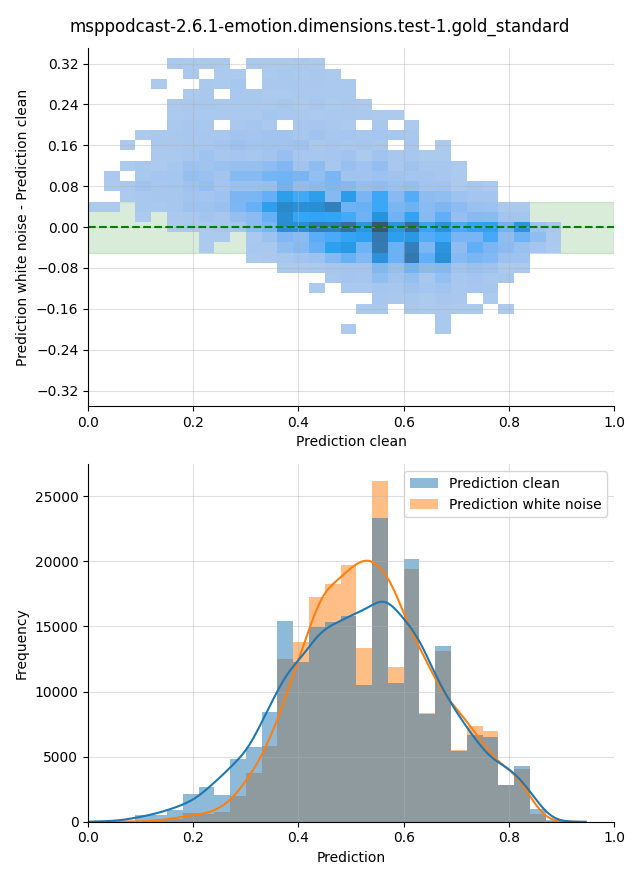 msppodcast-2.6.1-emotion.dimensions.test-1.gold_standard
0.32
0.24
0.16
0.08
0.00
−0.08
−0.16
−0.24
−0.32
Prediction white noise - Prediction clean
0.0 0.2 0.4 0.6 0.8 1.0
Prediction clean
Prediction clean
Prediction white noise
25000
20000
15000
10000
5000
0
Frequency
0.0 0.2 0.4 0.6 0.8 1.0
Prediction